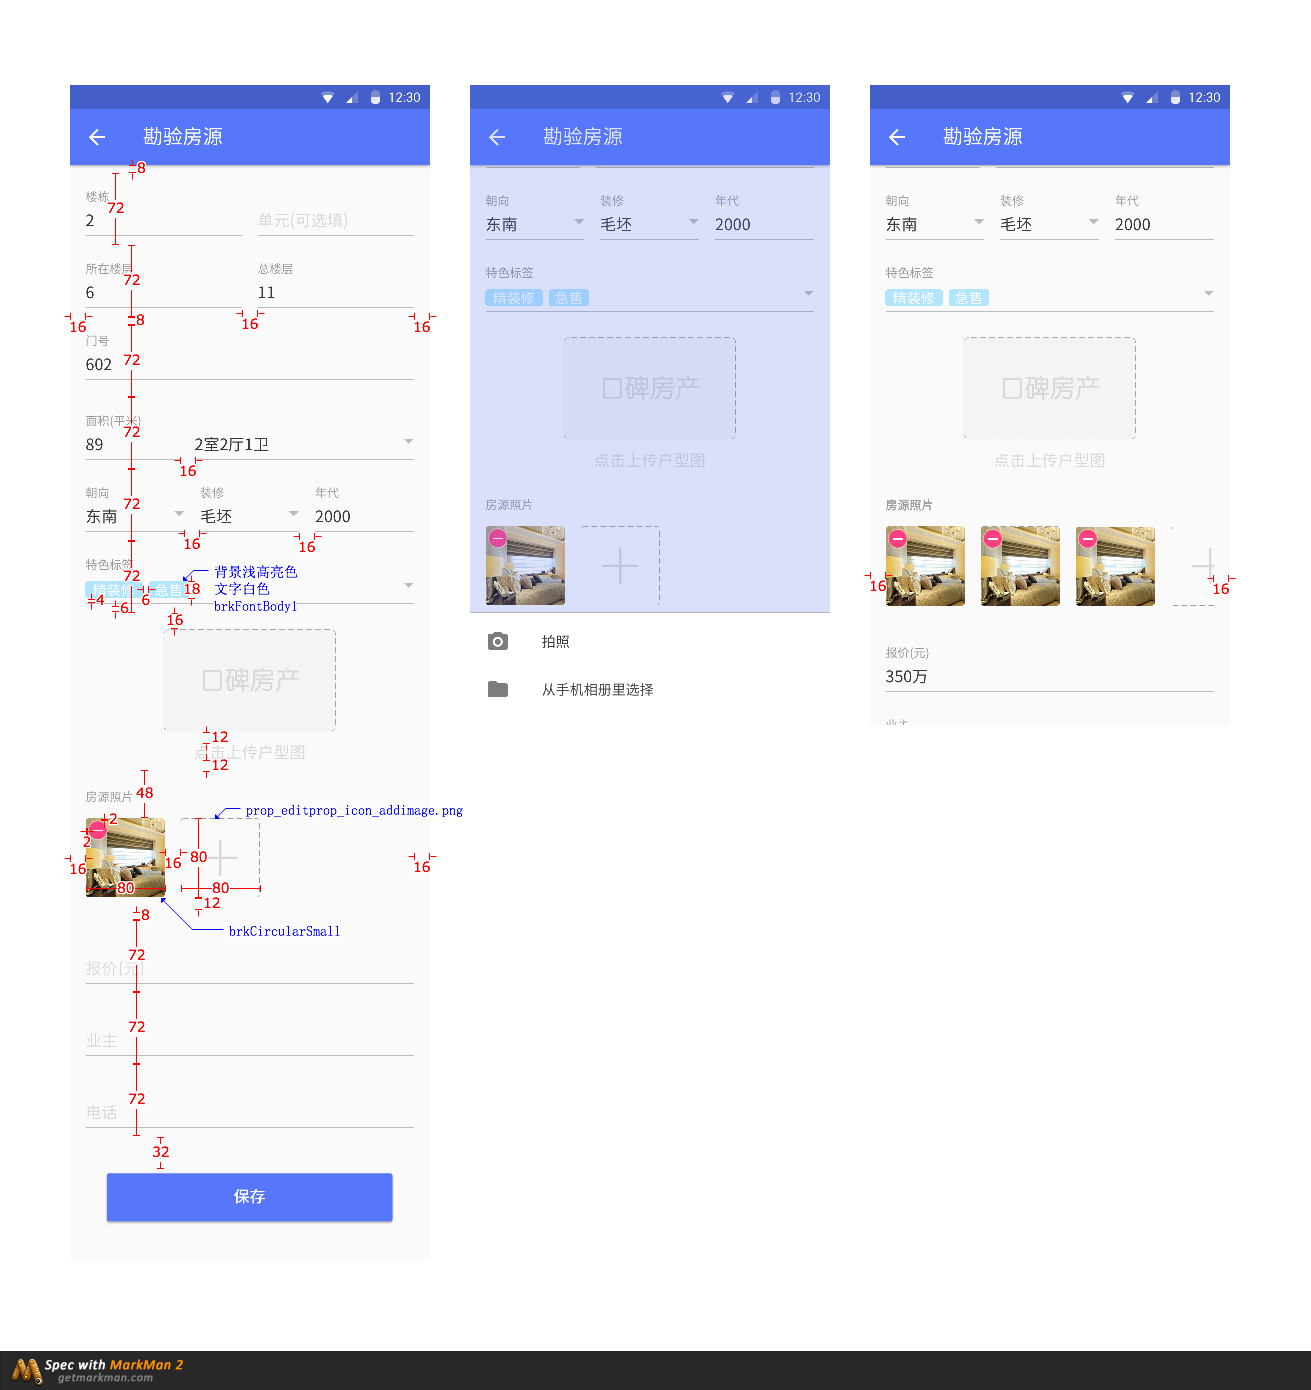 12:30
勘验房源
8
楼栋
72
2
单元(可选填)
所在楼层
总楼层
72
6
11
16
8
16
16
门号
72
602
面积(平米)
72
89
2室2厅1卫
16
朝向
装修
年代
72
东南
毛坯
2000
16
16
特色标签
72
背景浅高亮色
精装修
急售
18
文字白色
4
6
6
brkFontBody1
16
口碑房产
12
点击上传户型图
12
48
房源照片
prop_editprop_icon_addimage.png
2
2
16
16
80
16
80
80
12
8
brkCircularSmall
72
报价(元)
72
业主
72
电话
32
保存
12:30
勘验房源
朝向
装修
年代
东南
毛坯
2000
特色标签
精装修
急售
口碑房产
点击上传户型图
房源照片
拍照
从手机相册里选择
12:30
勘验房源
朝向
装修
年代
东南
毛坯
2000
特色标签
精装修
急售
口碑房产
点击上传户型图
房源照片
16
16
报价(元)
350万
业主
Spec with MarkMan 2
getmarkman.com